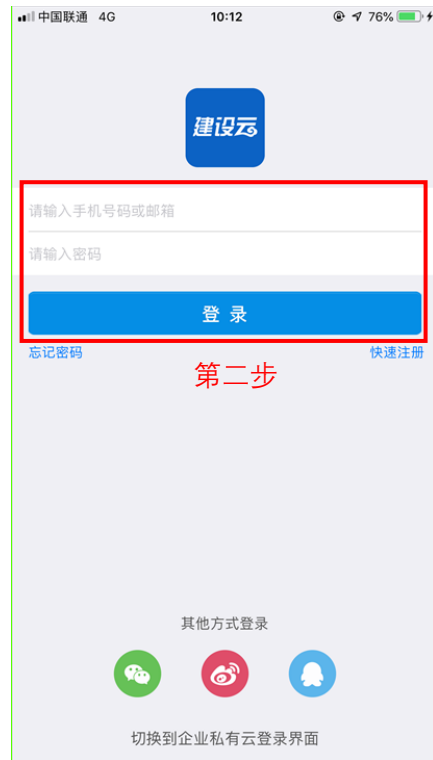 中国联通 4G 10:12 76%
建设云
请输入手机号码或邮箱
请输入密码
登 录
忘记密码 快速注册
第二步
其他方式登录
切换到企业私有云登录界面